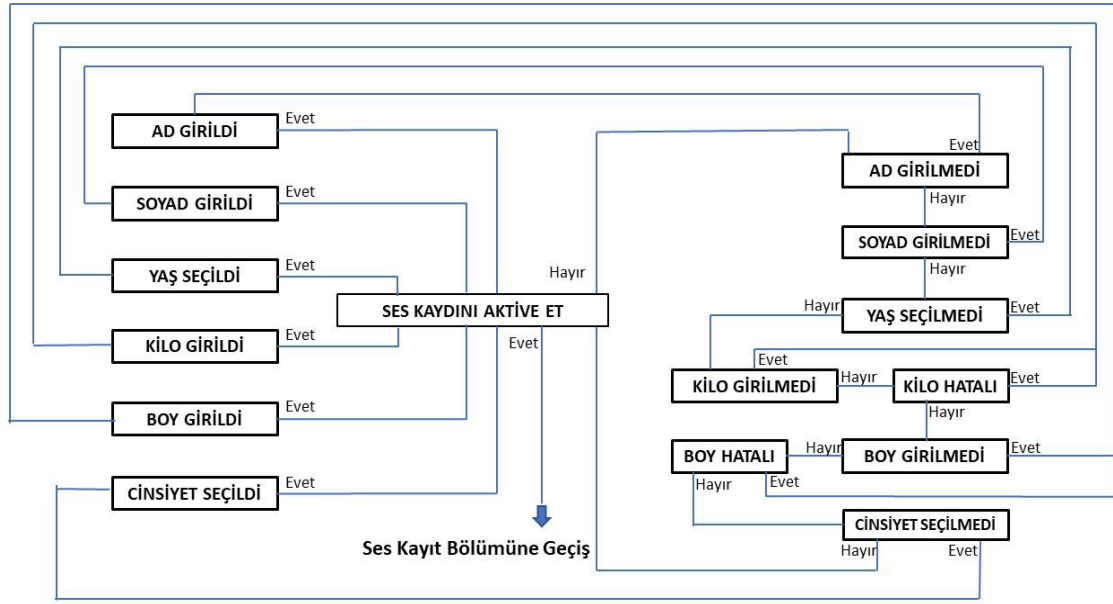 Evet
AD GİRİLDİ
Evet
AD GİRİLMEDİ
Hayır
Evet
SOYAD GİRİLDİ
SOYAD GİRİLMEDİ
Evet
Hayır
Evet
YAŞ SEÇİLDİ
Hayır
SES KAYDINI AKTİVE ET
Hayır
YAŞ SEÇİLMEDİ
Evet
Evet
KİLO GİRİLDİ
Evet
Evet
KİLO GİRİLMEDİ
Hayır
KİLO HATALI
Evet
Hayır
Evet
BOY GİRİLDİ
BOY HATALI
Hayır
BOY GİRİLMEDİ
Evet
Hayır
Evet
Evet
CİNSİYET SEÇİLDİ
CİNSİYET SEÇİLMEDİ
Hayır
Evet
Ses Kayıt Bölümüne Geçiş